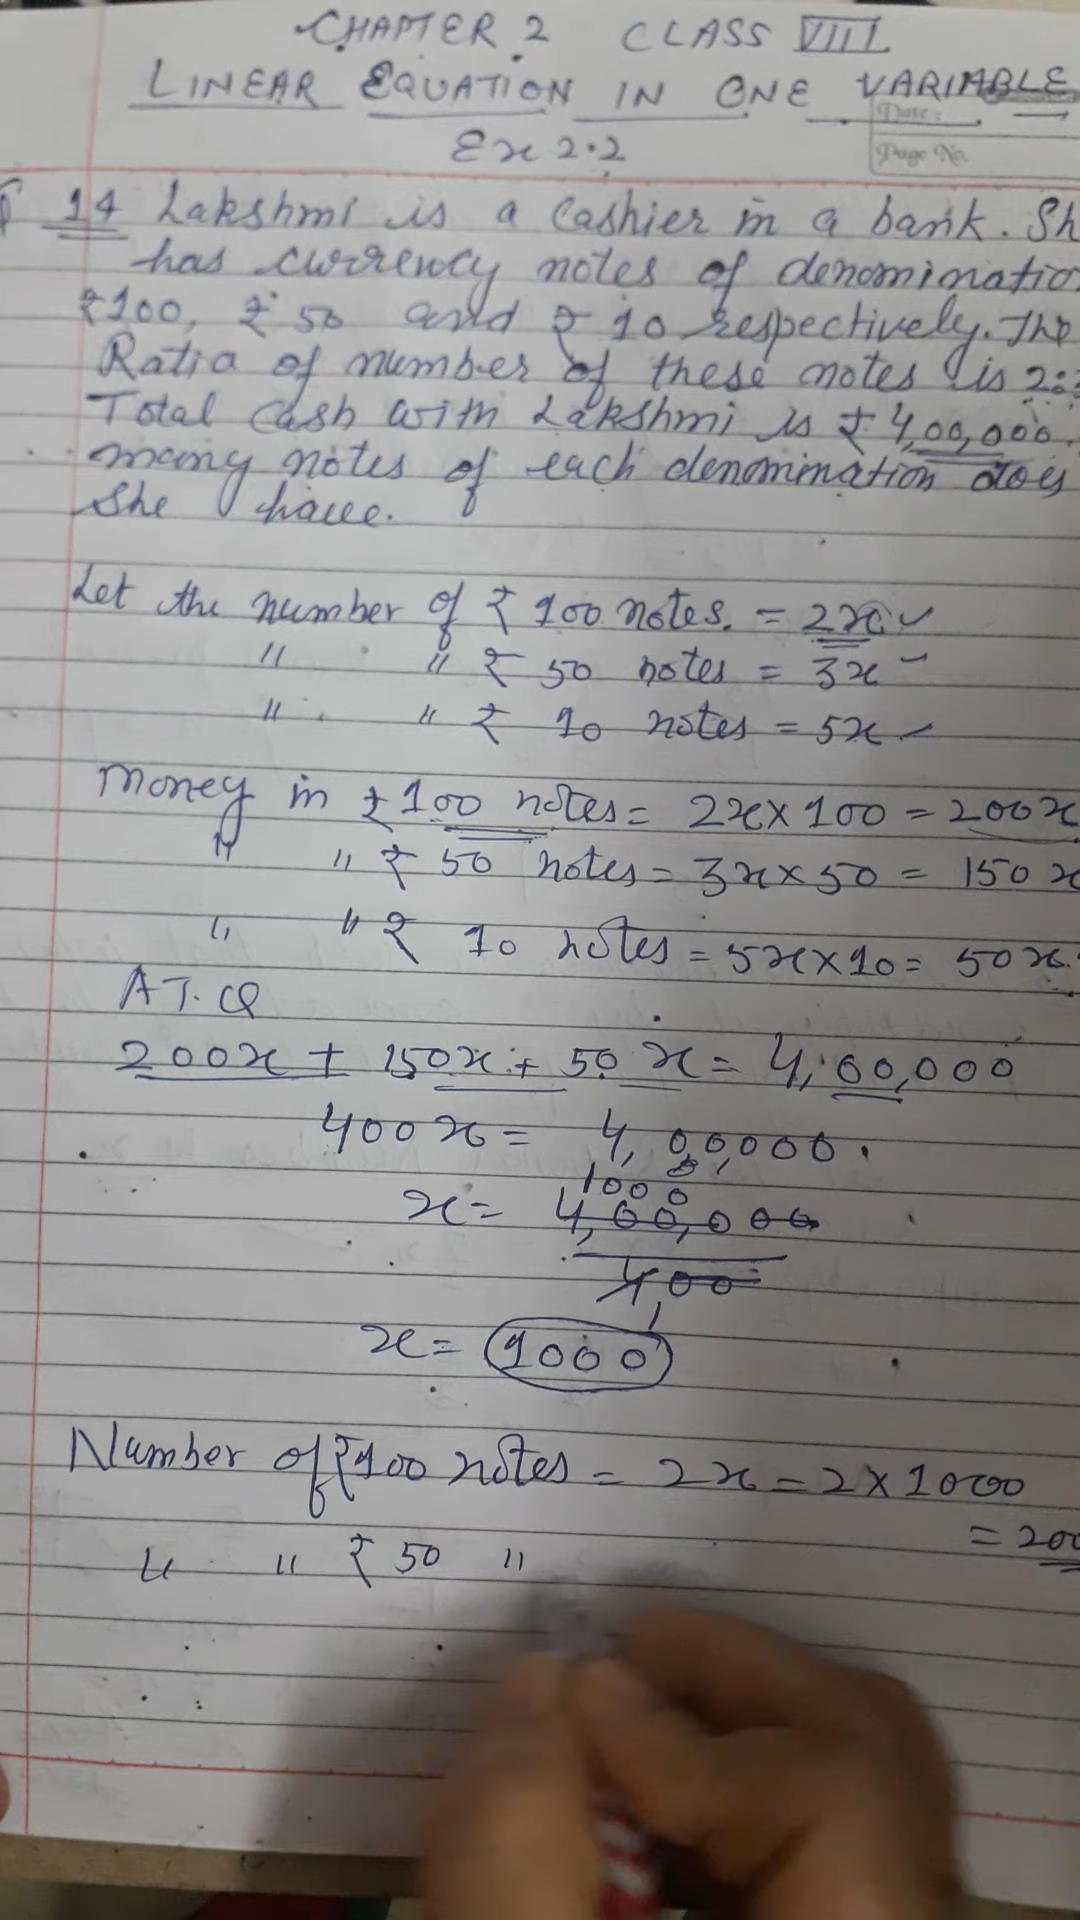 CHAPTER 2 CLASS VIII
LINEAR EQUATION IN ONE VARIABLE
Date:
Page No.
Ex 2.2
14 Lakshmi is a cashier in a bank. Sh
has currency notes of denominatio
₹100, ₹ 50 and ₹ 10 respectively. The
Ratio of number of these notes is 2:
Total cash with Lakshmi is ₹ 4,00,000.
many notes of each denomination does
she have.
Let the number of ₹ 100 notes. = 2x
" " ₹ 50 notes = 3x
" " ₹ 10 notes = 5x
Money in ₹100 notes = 2x×100 = 200x
" " ₹ 50 notes = 3x×50 = 150x
" " ₹ 10 notes = 5x×10 = 50x
A T. Q
200x + 150x + 50x = 4,00,000
400x = 4,00,000
1000
x = 4,00,000
400
x = 1000
Number of ₹100 notes = 2x = 2×1000
= 200
" " ₹ 50 "